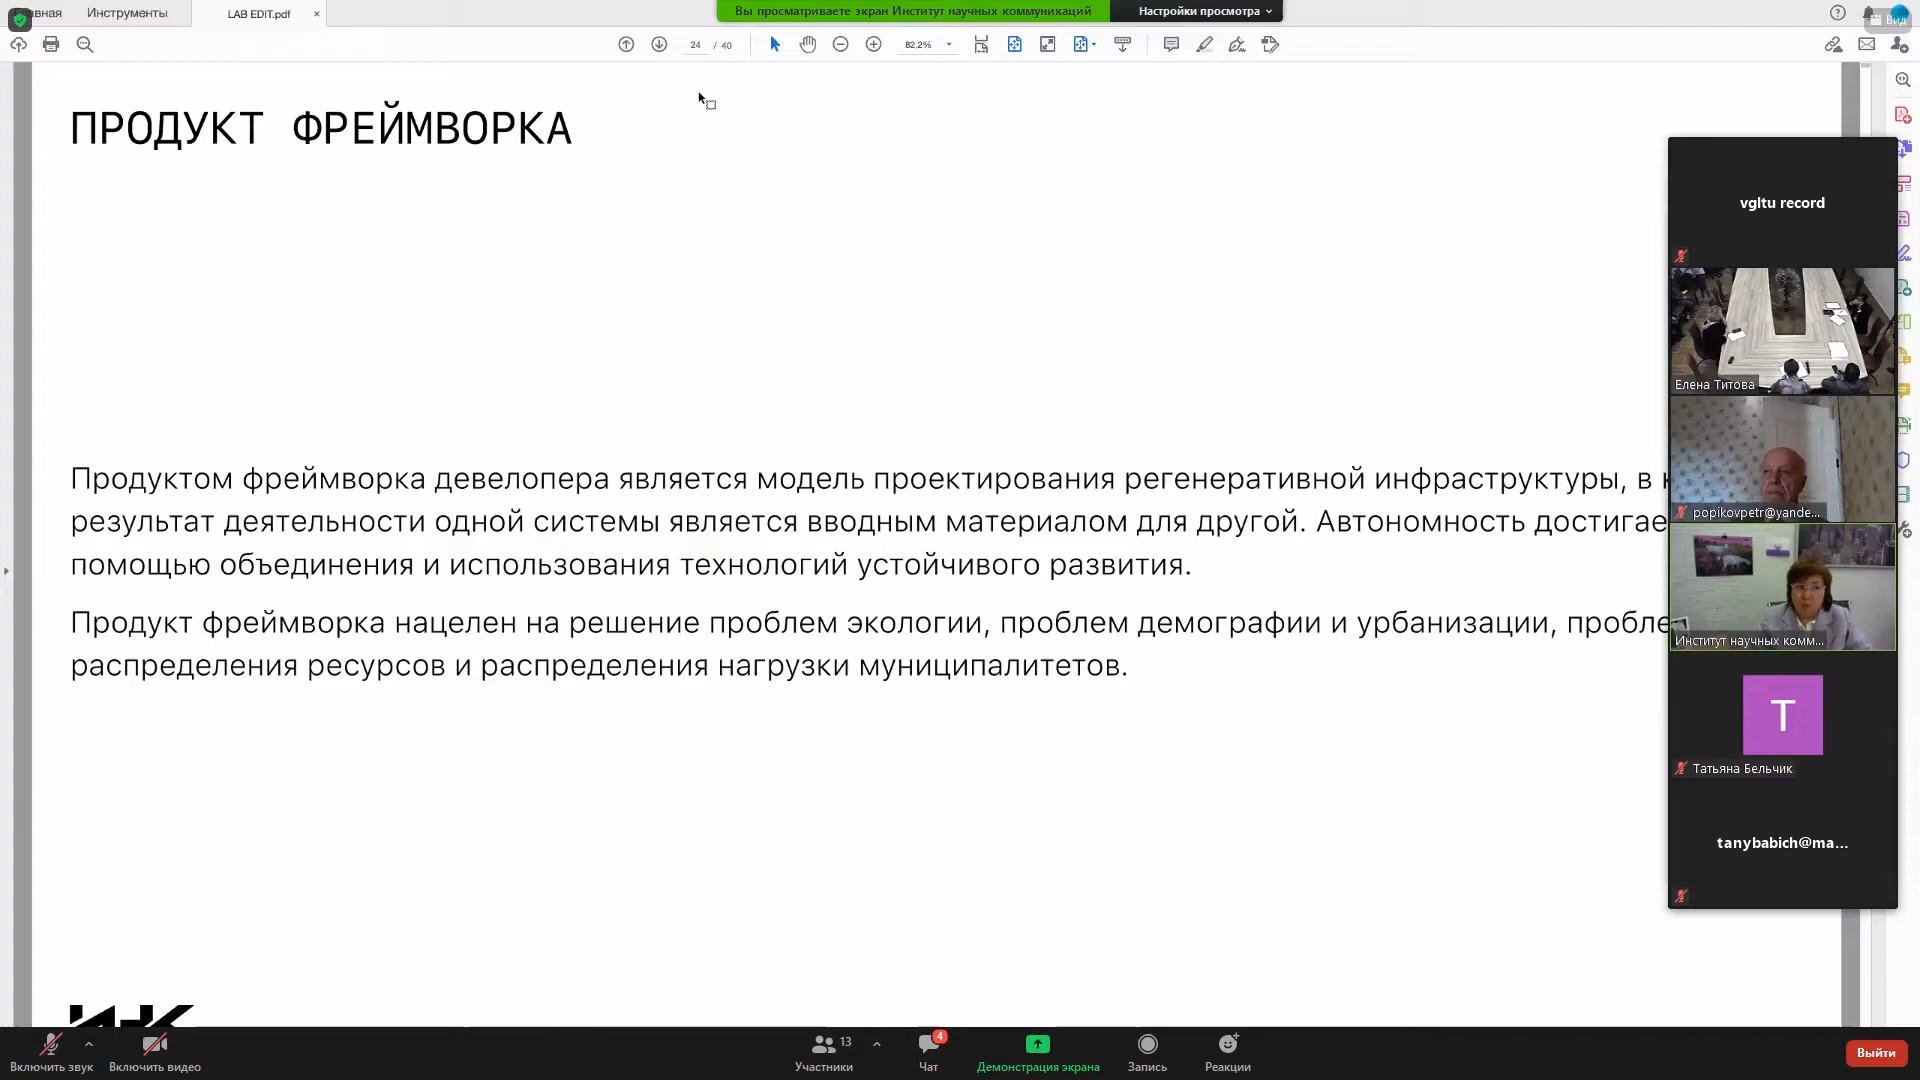 Главная
Инструменты
LAB EDIT.pdf
Вы просматриваете экран Институт научных коммуникаций
Настройки просмотра
Вид
24 / 40
82,2%
ПРОДУКТ ФРЕЙМВОРКА
Продуктом фреймворка девелопера является модель проектирования регенеративной инфраструктуры, в
результат деятельности одной системы является вводным материалом для другой. Автономность достигае
помощью объединения и использования технологий устойчивого развития.
Продукт фреймворка нацелен на решение проблем экологии, проблем демографии и урбанизации, пробле
распределения ресурсов и распределения нагрузки муниципалитетов.
vgltu record
Елена Титова
popikovpetr@yande...
Институт научных комм...
T
Татьяна Бельчик
tanybabich@ma...
Включить звук
Включить видео
Участники
13
Чат
4
Демонстрация экрана
Запись
Реакции
Выйти